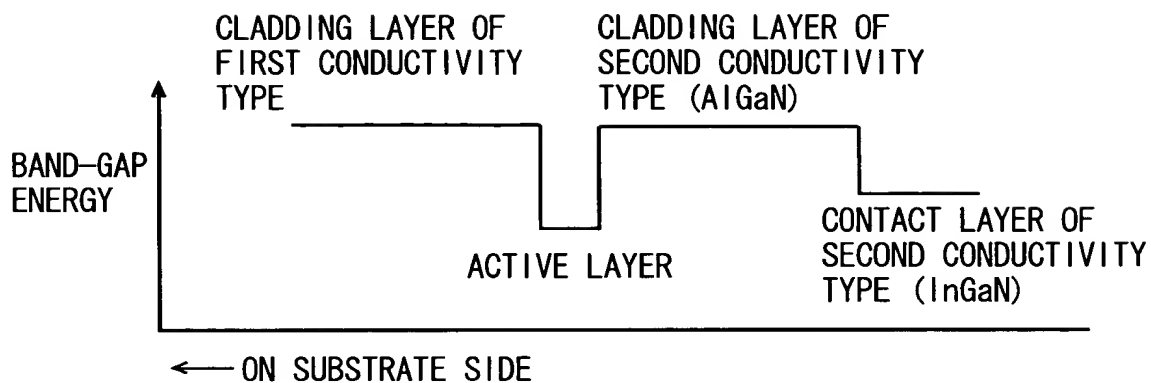 CLADDING LAYER OF
FIRST CONDUCTIVITY
TYPE
CLADDING LAYER OF
SECOND CONDUCTIVITY
TYPE (AlGaN)
BAND-GAP
ENERGY
ACTIVE LAYER
CONTACT LAYER OF
SECOND CONDUCTIVITY
TYPE (InGaN)
ON SUBSTRATE SIDE